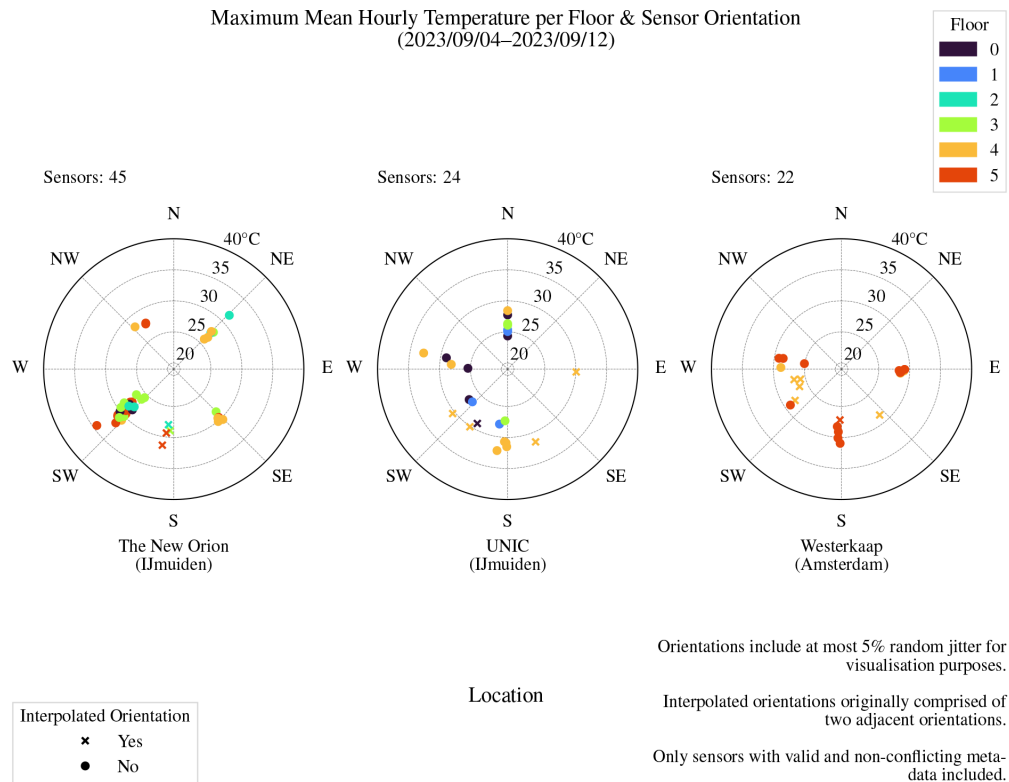 Maximum Mean Hourly Temperature per Floor & Sensor Orientation
(2023/09/04–2023/09/12)
Floor
0
1
2
3
4
5
Sensors: 45
N
NE
E
SE
S
SW
W
NW
20
25
30
35
40°C
The New Orion
(IJmuiden)
Sensors: 24
N
NE
E
SE
S
SW
W
NW
20
25
30
35
40°C
UNIC
(IJmuiden)
Sensors: 22
N
NE
E
SE
S
SW
W
NW
20
25
30
35
40°C
Westerkaap
(Amsterdam)
Location
Interpolated Orientation
Yes
No
Orientations include at most 5% random jitter for
visualisation purposes.
Interpolated orientations originally comprised of
two adjacent orientations.
Only sensors with valid and non-conflicting meta-
data included.